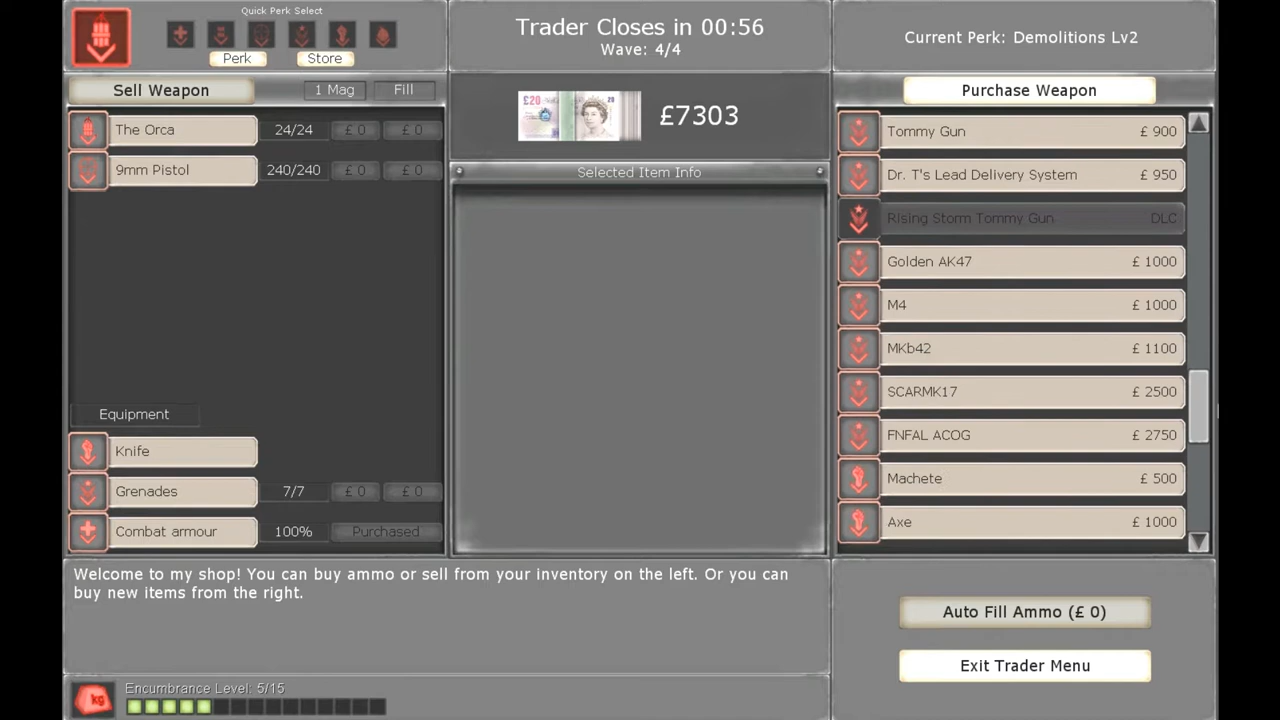 Quick Perk Select
Perk
Store
Trader Closes in 00:56
Wave: 4/4
Current Perk: Demolitions Lv2
Sell Weapon
1 Mag
Fill
The Orca
24/24
£ 0
£ 0
9mm Pistol
240/240
£ 0
£ 0
Equipment
Knife
Grenades
7/7
£ 0
£ 0
Combat armour
100%
Purchased
£20
20
£7303
Selected Item Info
Purchase Weapon
Tommy Gun £ 900
Dr. T's Lead Delivery System £ 950
Rising Storm Tommy Gun DLC
Golden AK47 £ 1000
M4 £ 1000
MKb42 £ 1100
SCARMK17 £ 2500
FNFAL ACOG £ 2750
Machete £ 500
Axe £ 1000
Welcome to my shop! You can buy ammo or sell from your inventory on the left. Or you can
buy new items from the right.
Auto Fill Ammo (£ 0)
Exit Trader Menu
kg
Encumbrance Level: 5/15